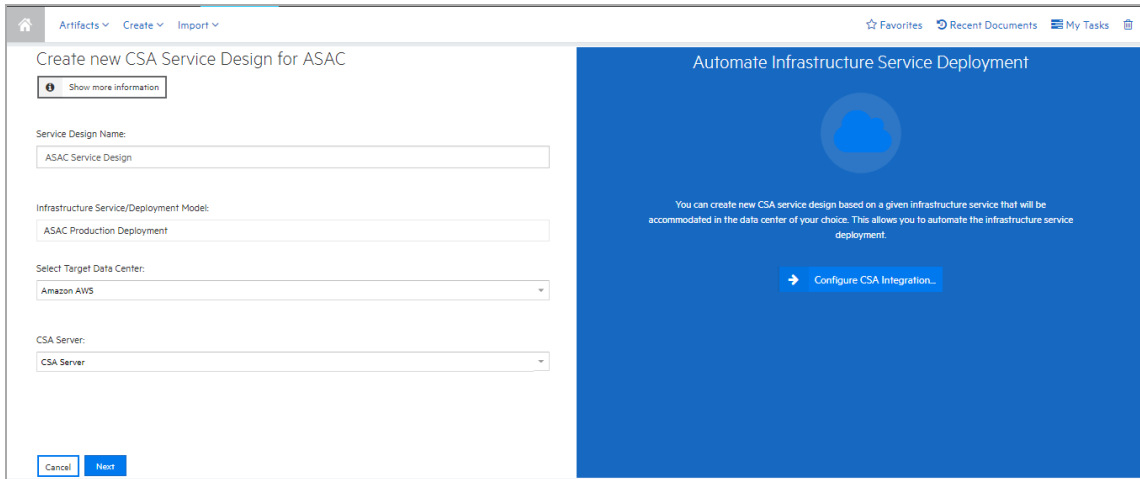 Artifacts Create Import Favorites Recent Documents My Tasks
Create new CSA Service Design for ASAC
Show more information
Service Design Name:
ASAC Service Design
Infrastructure Service/Deployment Model:
ASAC Production Deployment
Select Target Data Center:
Amazon AWS
CSA Server:
CSA Server
Cancel Next
Automate Infrastructure Service Deployment
You can create new CSA service design based on a given infrastructure service that will be
accommodated in the data center of your choice. This allows you to automate the infrastructure service
deployment.
Configure CSA Integration...